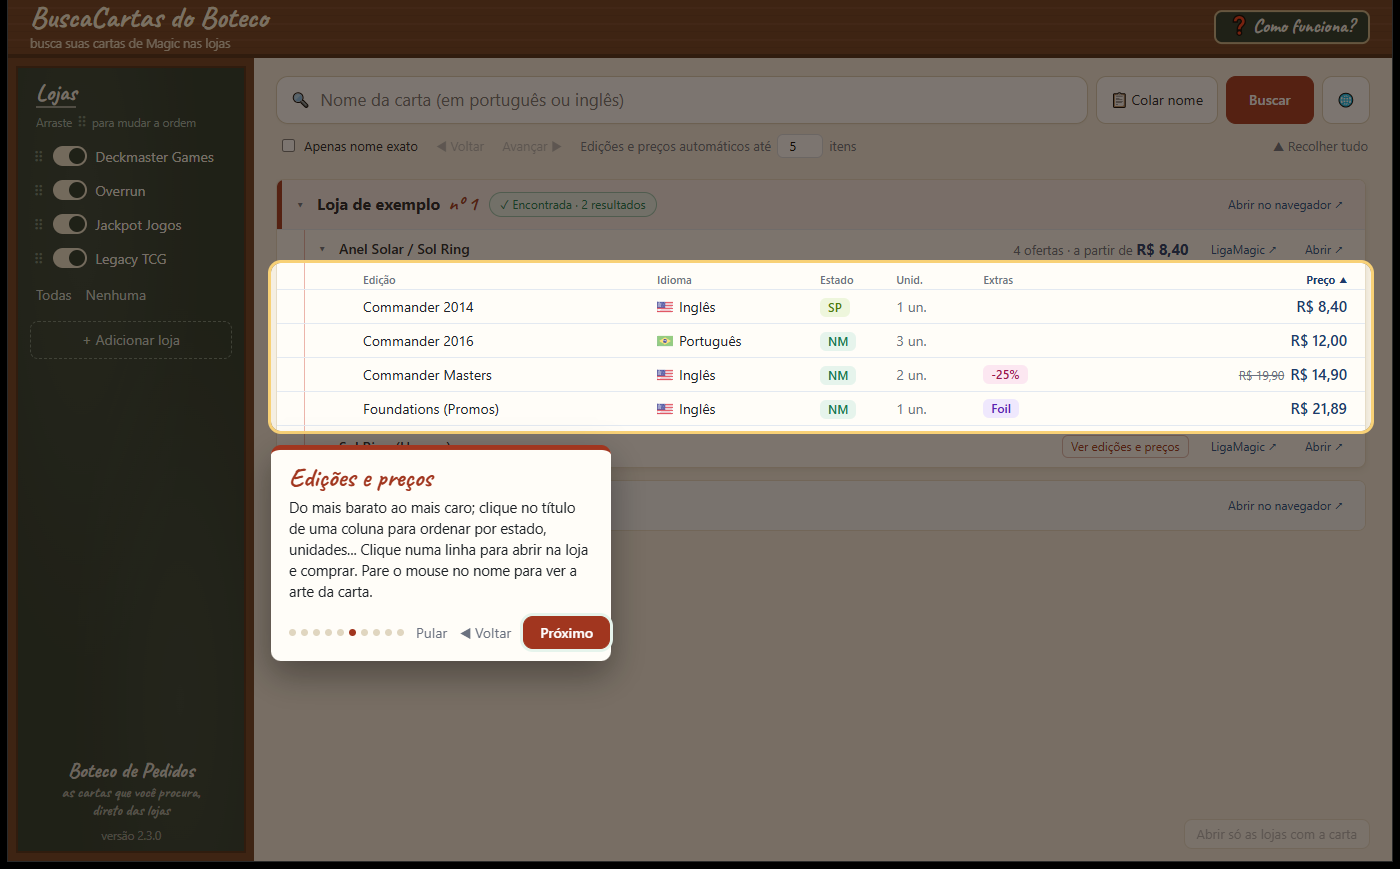 BuscaCartas do Boteco
busca suas cartas de Magic nas lojas
❓ Como funciona?
Lojas
Arraste ⠿ para mudar a ordem
Deckmaster Games
Overrun
Jackpot Jogos
Legacy TCG
Todas Nenhuma
+ Adicionar loja
Boteco de Pedidos
as cartas que você procura,
direto das lojas
versão 2.3.0
Nome da carta (em português ou inglês)
Colar nome
Buscar
Apenas nome exato ◀ Voltar Avançar ▶ Edições e preços automáticos até 5 itens
▲ Recolher tudo
Loja de exemplo nº 1 ✓ Encontrada · 2 resultados Abrir no navegador ↗
Anel Solar / Sol Ring 4 ofertas · a partir de R$ 8,40 LigaMagic ↗ Abrir ↗
Edição Idioma Estado Unid. Extras Preço ▲
Commander 2014 Inglês SP 1 un. R$ 8,40
Commander 2016 Português NM 3 un. R$ 12,00
Commander Masters Inglês NM 2 un. -25% R$ 19,90 R$ 14,90
Foundations (Promos) Inglês NM 1 un. Foil R$ 21,89
Ver edições e preços LigaMagic ↗ Abrir ↗
Abrir no navegador ↗
Edições e preços
Do mais barato ao mais caro; clique no título
de uma coluna para ordenar por estado,
unidades... Clique numa linha para abrir na loja
e comprar. Pare o mouse no nome para ver a
arte da carta.
Pular ◀ Voltar Próximo
Abrir só as lojas com a carta